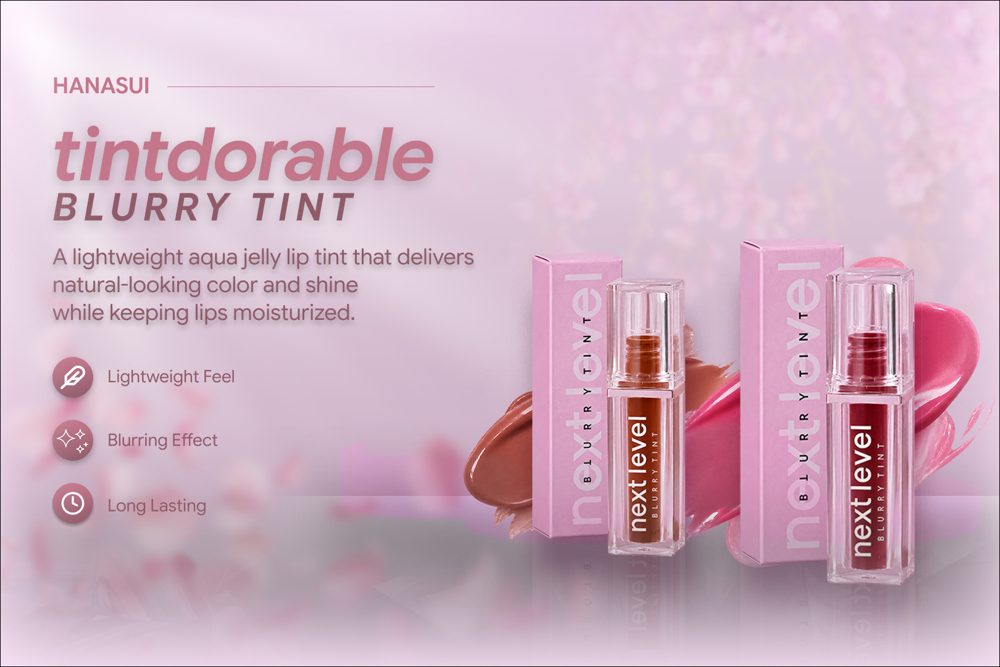 HANASUI
tintdorable
BLURRY TINT
A lightweight aqua jelly lip tint that delivers
natural-looking color and shine
while keeping lips moisturized.
Lightweight Feel
Blurring Effect
Long Lasting
next level
BLURRY TINT
next level
BLURRY TINT
next level
BLURRY TINT
next level
BLURRY TINT